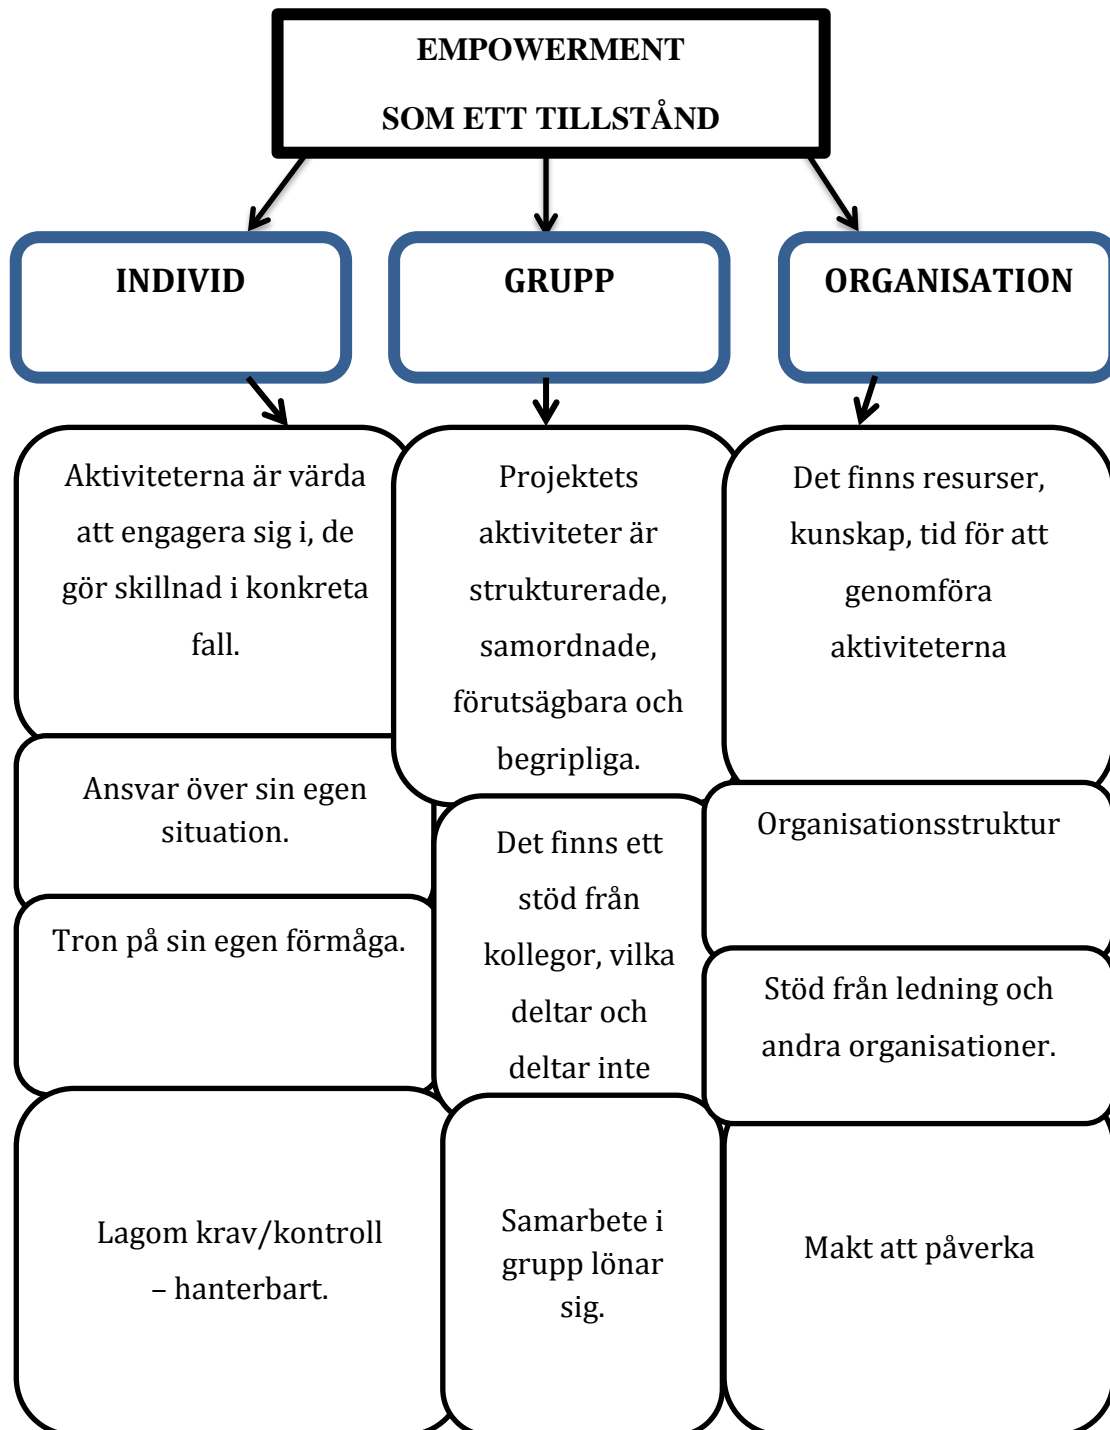 EMPOWERMENT
SOM ETT TILLSTÅND
INDIVID
GRUPP
ORGANISATION
Aktiviteterna är värda
att engagera sig i, de
gör skillnad i konkreta
fall.
Ansvar över sin egen
situation.
Tron på sin egen förmåga.
Lagom krav/kontroll
– hanterbart.
Projektets
aktiviteter är
strukturerade,
samordnade,
förutsägbara och
begripliga.
Det finns ett
stöd från
kollegor, vilka
deltar och
deltar inte
Samarbete i
grupp lönar
sig.
Det finns resurser,
kunskap, tid för att
genomföra
aktiviteterna
Organisationsstruktur
Stöd från ledning och
andra organisationer.
Makt att påverka